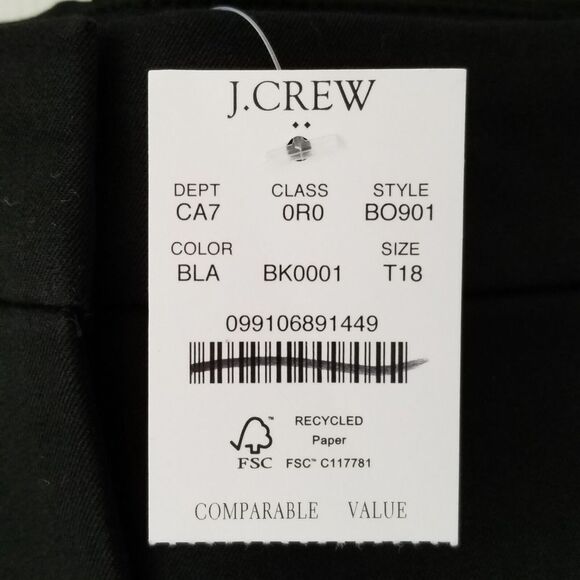 J.CREW
DEPT CLASS STYLE
CA7 0R0 BO901
COLOR SIZE
BLA BK0001 T18
099106891449
RECYCLED
Paper
FSC™ FSC™ C117781
COMPARABLE VALUE